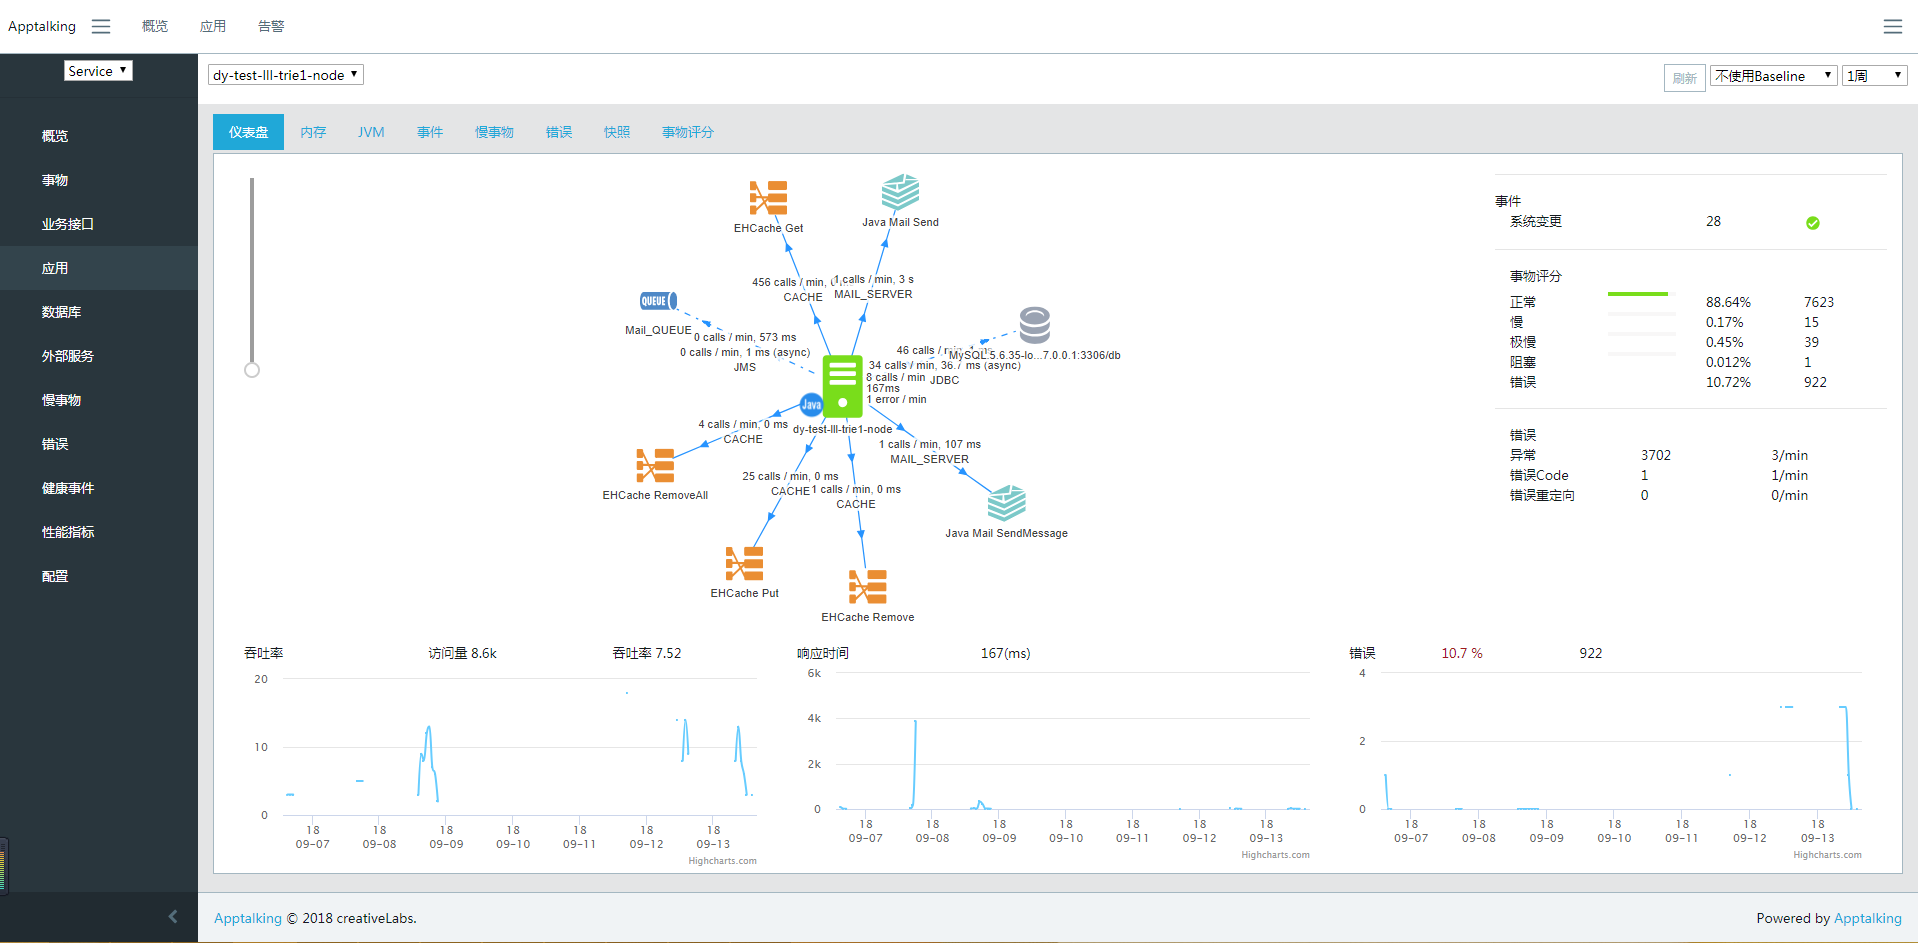 Apptalking 概览 应用 告警
Service
dy-test-lll-trie1-node
刷新 不使用Baseline 1周
概览
事物
业务接口
应用
数据库
外部服务
慢事物
错误
健康事件
性能指标
配置
仪表盘 内存 JVM 事件 慢事物 错误 快照 事物评分
EHCache Get
Java Mail Send
456 calls / min,
CACHE
1 calls / min, 3 s
MAIL_SERVER
QUEUE
Mail_QUEUE
0 calls / min, 573 ms
0 calls / min, 1 ms (async)
JMS
46 calls /
MySQL:5.6.35-lo...7.0.0.1:3306/db
34 calls / min, 36.7 ms (async)
JDBC
8 calls / min
167ms
1 error / min
Java
dy-test-lll-trie1-node
4 calls / min, 0 ms
CACHE
EHCache RemoveAll
1 calls / min, 107 ms
MAIL_SERVER
25 calls / min, 0 ms
CACHE
1 calls / min, 0 ms
CACHE
Java Mail SendMessage
EHCache Put
EHCache Remove
事件
系统变更 28
事物评分
正常 88.64% 7623
慢 0.17% 15
极慢 0.45% 39
阻塞 0.012% 1
错误 10.72% 922
错误
异常 3702 3/min
错误Code 1 1/min
错误重定向 0 0/min
吞吐率 访问量 8.6k 吞吐率 7.52
20
10
0
18 18 18 18 18 18 18
09-07 09-08 09-09 09-10 09-11 09-12 09-13
Highcharts.com
响应时间 167(ms)
6k
4k
2k
0
18 18 18 18 18 18 18
09-07 09-08 09-09 09-10 09-11 09-12 09-13
Highcharts.com
错误 10.7 % 922
4
2
0
18 18 18 18 18 18 18
09-07 09-08 09-09 09-10 09-11 09-12 09-13
Highcharts.com
Apptalking © 2018 creativeLabs.
Powered by Apptalking